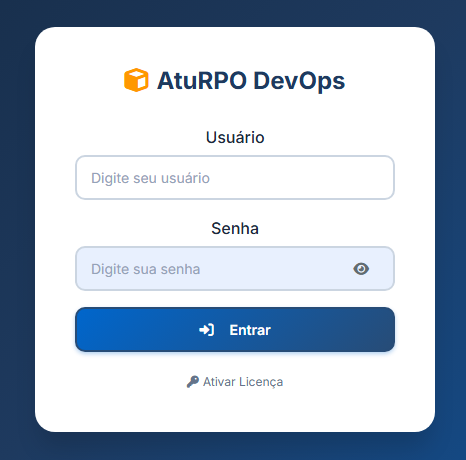 AtuRPO DevOps
Usuário
Digite seu usuário
Senha
Digite sua senha
Entrar
Ativar Licença